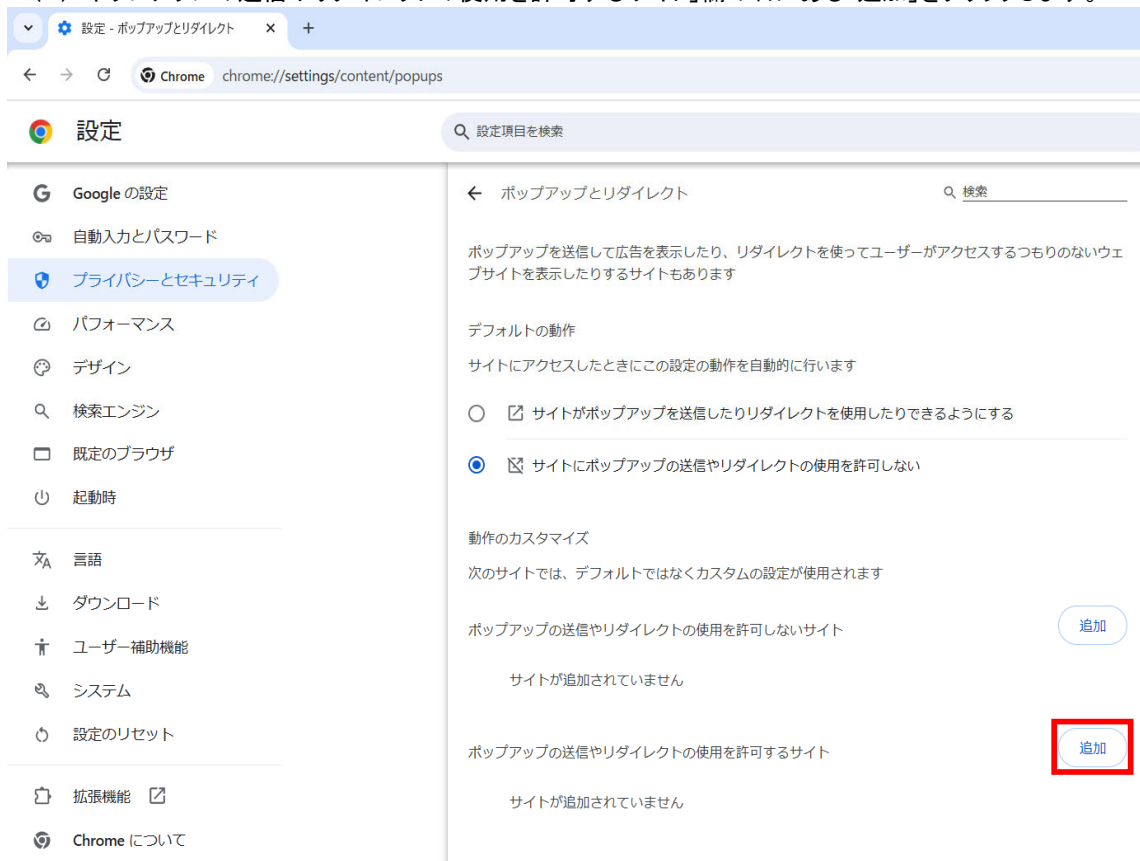 設定 - ポップアップとリダイレクト
Chrome chrome://settings/content/popups
設定
設定項目を検索
Google の設定
自動入力とパスワード
プライバシーとセキュリティ
パフォーマンス
デザイン
検索エンジン
既定のブラウザ
起動時
言語
ダウンロード
ユーザー補助機能
システム
設定のリセット
拡張機能
Chrome について
ポップアップとリダイレクト
検索
ポップアップを送信して広告を表示したり、リダイレクトを使ってユーザーがアクセスするつもりのないウェ
ブサイトを表示したりするサイトもあります
デフォルトの動作
サイトにアクセスしたときにこの設定の動作を自動的に行います
サイトがポップアップを送信したりリダイレクトを使用したりできるようにする
サイトにポップアップの送信やリダイレクトの使用を許可しない
動作のカスタマイズ
次のサイトでは、デフォルトではなくカスタムの設定が使用されます
ポップアップの送信やリダイレクトの使用を許可しないサイト
追加
サイトが追加されていません
ポップアップの送信やリダイレクトの使用を許可するサイト
追加
サイトが追加されていません